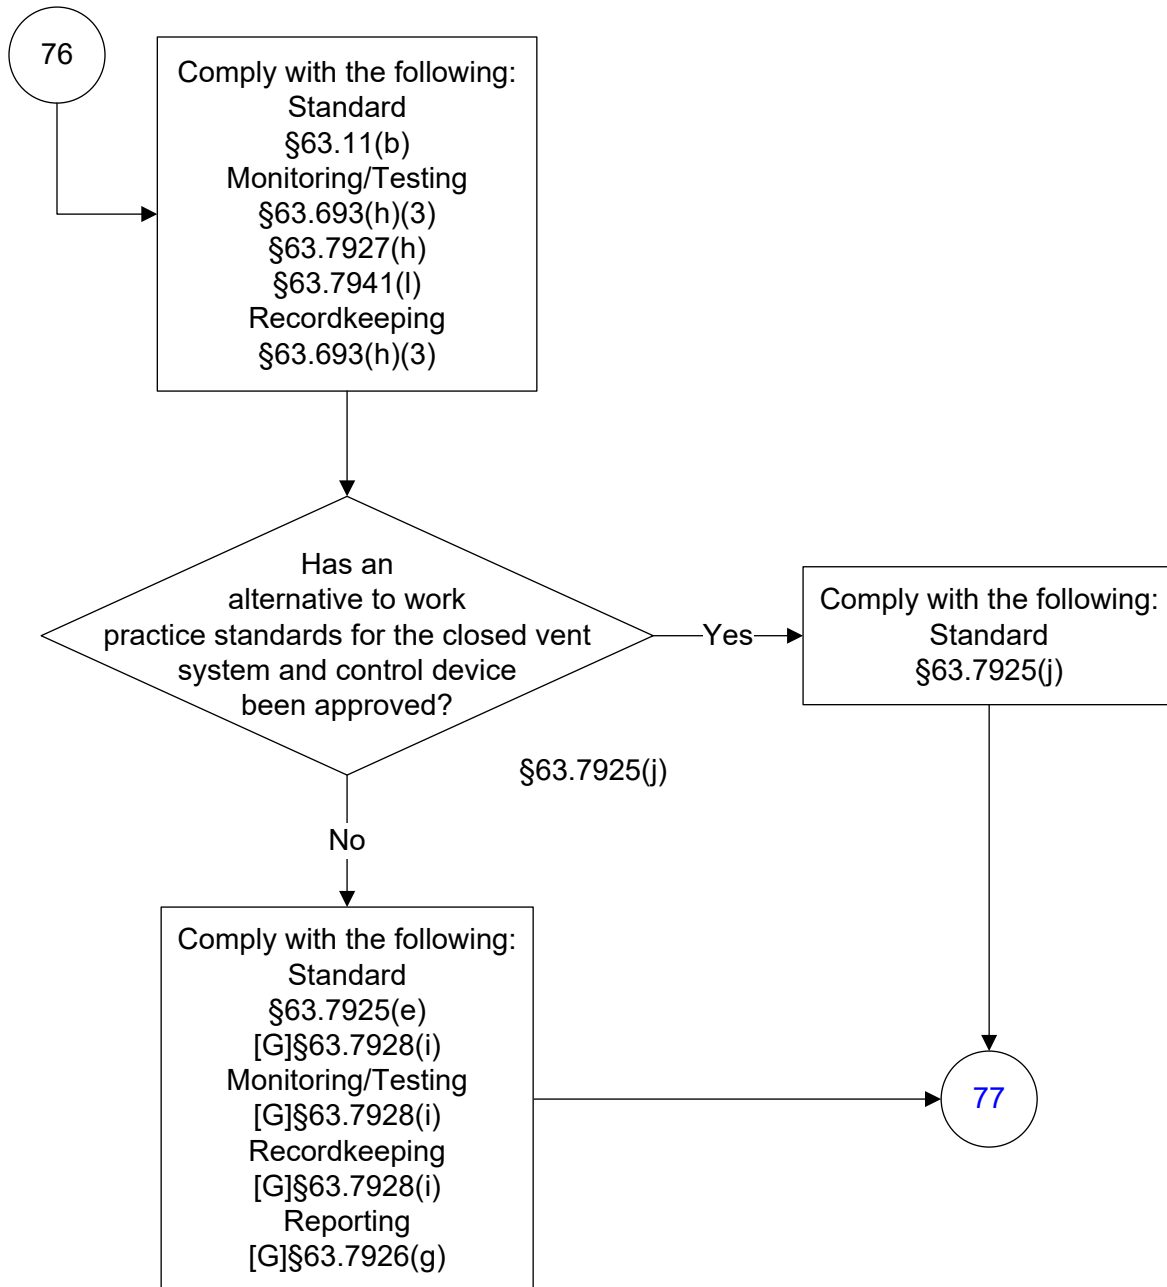 76
Comply with the following:
Standard
§63.11(b)
Monitoring/Testing
§63.693(h)(3)
§63.7927(h)
§63.7941(l)
Recordkeeping
§63.693(h)(3)
Has an
alternative to work
practice standards for the closed vent
system and control device
been approved?
Yes
Comply with the following:
Standard
§63.7925(j)
§63.7925(j)
No
Comply with the following:
Standard
§63.7925(e)
[G]§63.7928(i)
Monitoring/Testing
[G]§63.7928(i)
Recordkeeping
[G]§63.7928(i)
Reporting
[G]§63.7926(g)
77